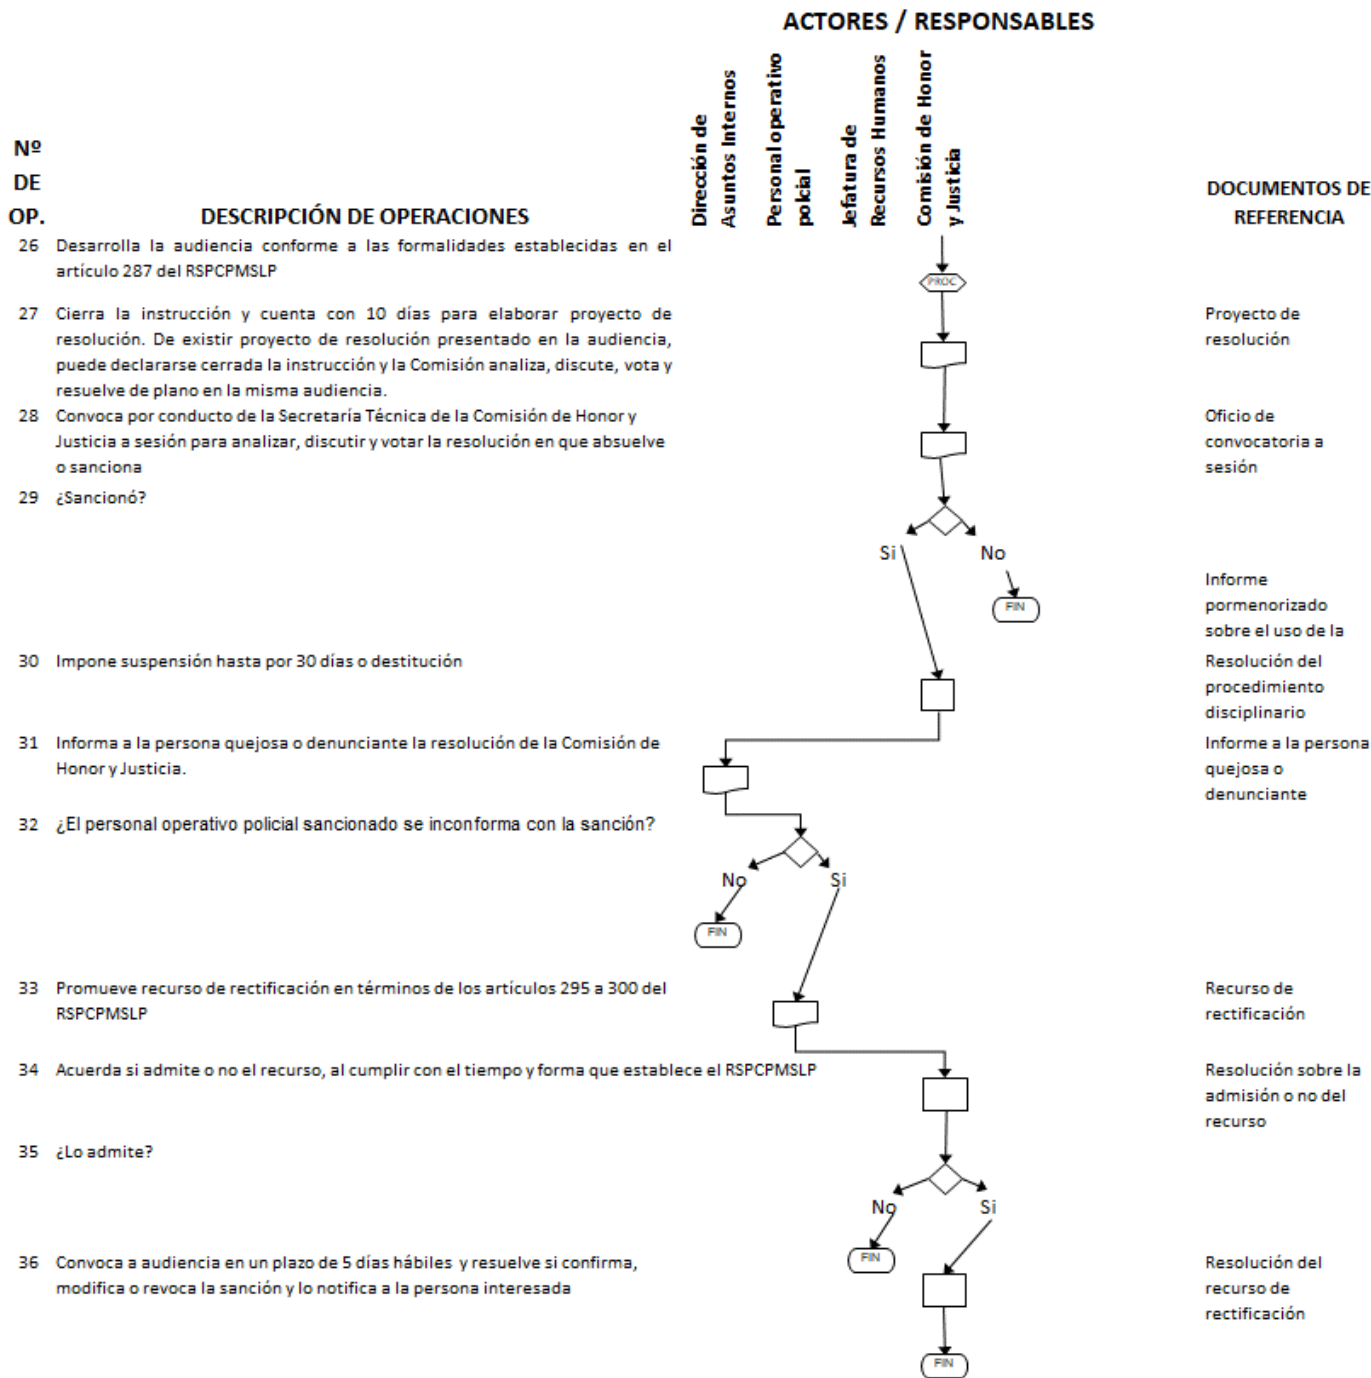 ACTORES / RESPONSABLES
Nº
DE
OP.
DESCRIPCIÓN DE OPERACIONES
Dirección de
Asuntos Internos
Personal operativo
policial
Jefatura de
Recursos Humanos
Comisión de Honor
y Justicia
DOCUMENTOS DE
REFERENCIA
26 Desarrolla la audiencia conforme a las formalidades establecidas en el
artículo 287 del RSPCPMSLP
PROC
27 Cierra la instrucción y cuenta con 10 días para elaborar proyecto de
resolución. De existir proyecto de resolución presentado en la audiencia,
puede declararse cerrada la instrucción y la Comisión analiza, discute, vota y
resuelve de plano en la misma audiencia.
Proyecto de
resolución
28 Convoca por conducto de la Secretaría Técnica de la Comisión de Honor y
Justicia a sesión para analizar, discutir y votar la resolución en que absuelve
o sanciona
Oficio de
convocatoria a
sesión
29 ¿Sancionó?
Si
No
FIN
Informe
pormenorizado
sobre el uso de la
30 Impone suspensión hasta por 30 días o destitución
Resolución del
procedimiento
disciplinario
31 Informa a la persona quejosa o denunciante la resolución de la Comisión de
Honor y Justicia.
Informe a la persona
quejosa o
denunciante
32 ¿El personal operativo policial sancionado se inconforma con la sanción?
No
Si
FIN
33 Promueve recurso de rectificación en términos de los artículos 295 a 300 del
RSPCPMSLP
Recurso de
rectificación
34 Acuerda si admite o no el recurso, al cumplir con el tiempo y forma que establece el RSPCPMSLP
Resolución sobre la
admisión o no del
recurso
35 ¿Lo admite?
No
Si
FIN
36 Convoca a audiencia en un plazo de 5 días hábiles y resuelve si confirma,
modifica o revoca la sanción y lo notifica a la persona interesada
Resolución del
recurso de
rectificación
FIN